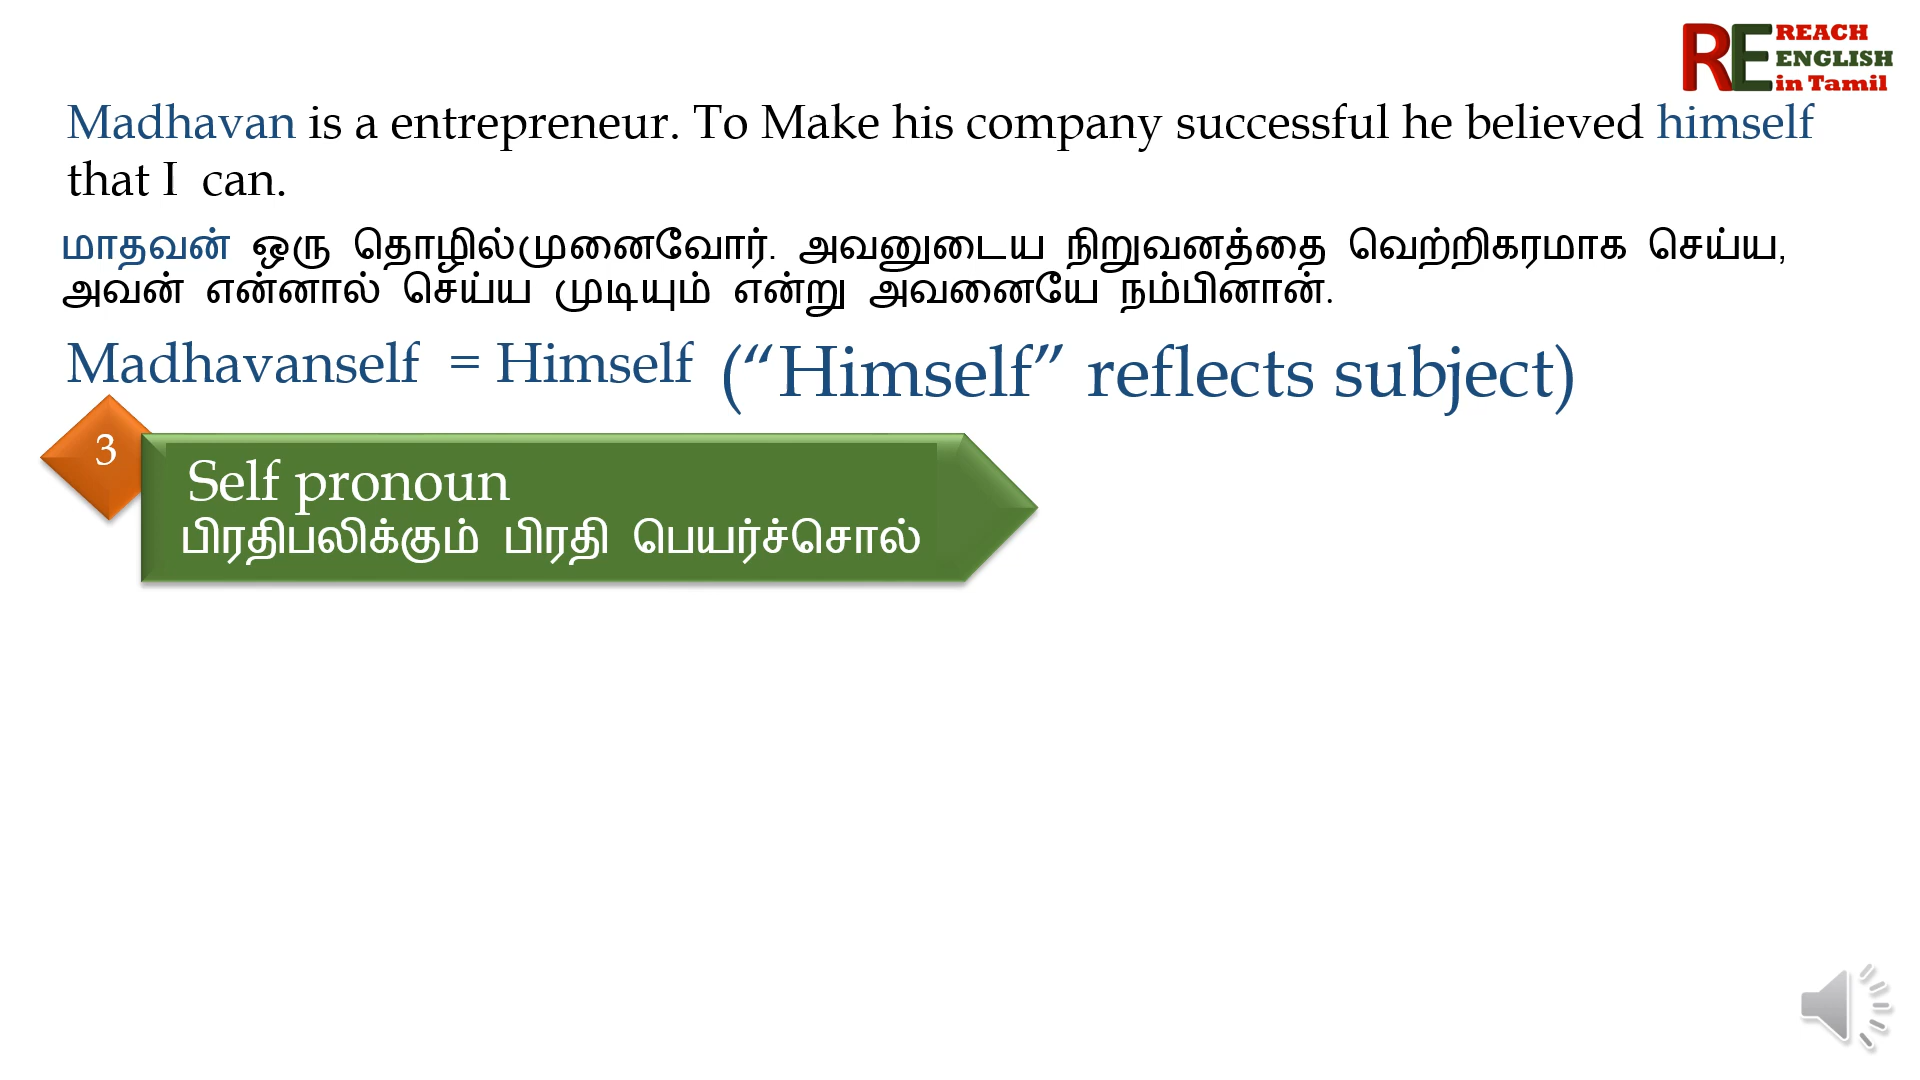 RE REACH
ENGLISH
in Tamil
Madhavan is a entrepreneur. To Make his company successful he believed himself
that I can.
மாதவன் ஒரு தொழில்முனைவோர். அவனுடைய நிறுவனத்தை வெற்றிகரமாக செய்ய,
அவன் என்னால் செய்ய முடியும் என்று அவனையே நம்பினான்.
Madhavanself = Himself (“Himself” reflects subject)
3
Self pronoun
பிரதிபலிக்கும் பிரதி பெயர்ச்சொல்